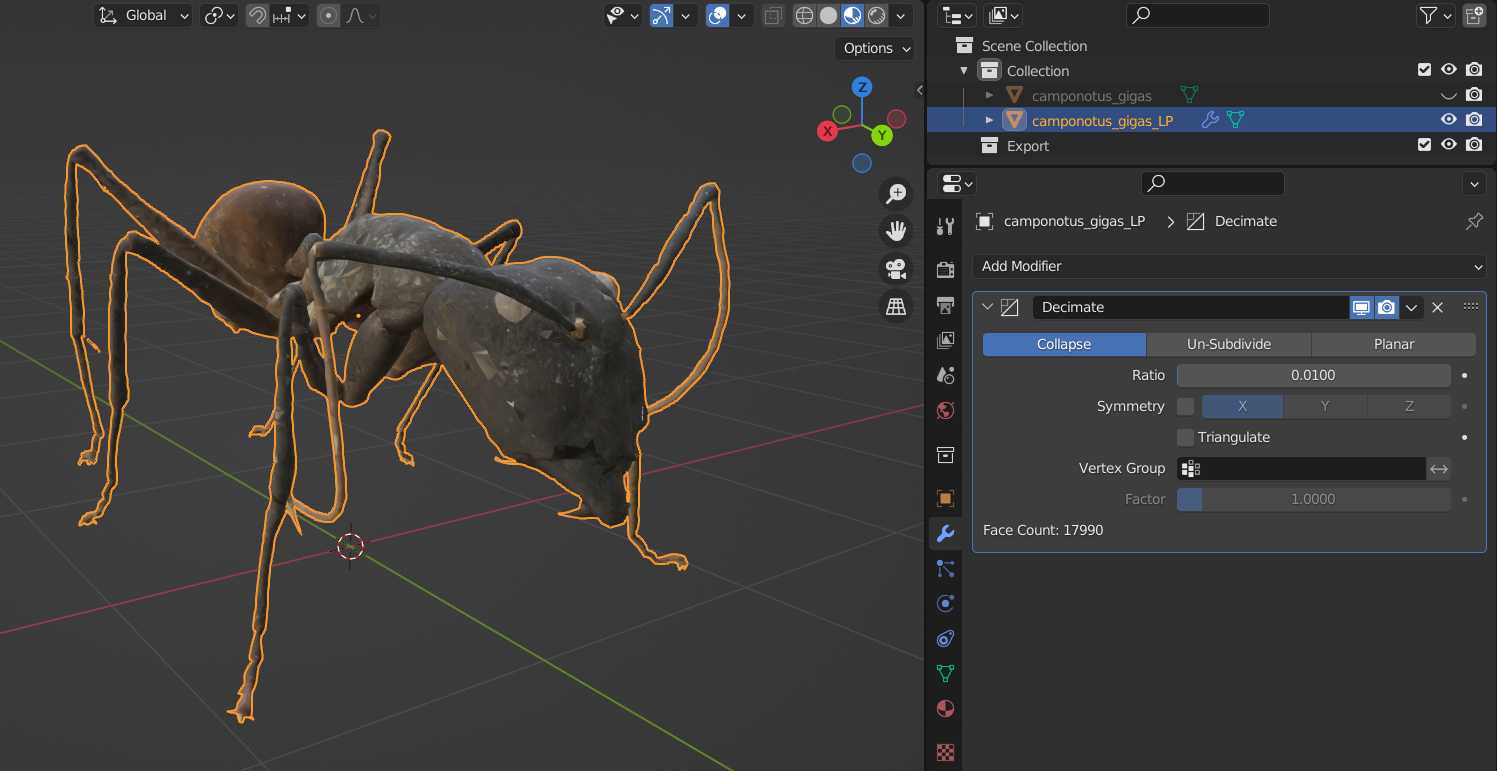 Global
Options
Z
X
Y
Scene Collection
Collection
camponotus_gigas
camponotus_gigas_LP
Export
camponotus_gigas_LP > Decimate
Add Modifier
Decimate
Collapse Un-Subdivide Planar
Ratio 0.0100
Symmetry X Y Z
Triangulate
Vertex Group
Factor 1.0000
Face Count: 17990